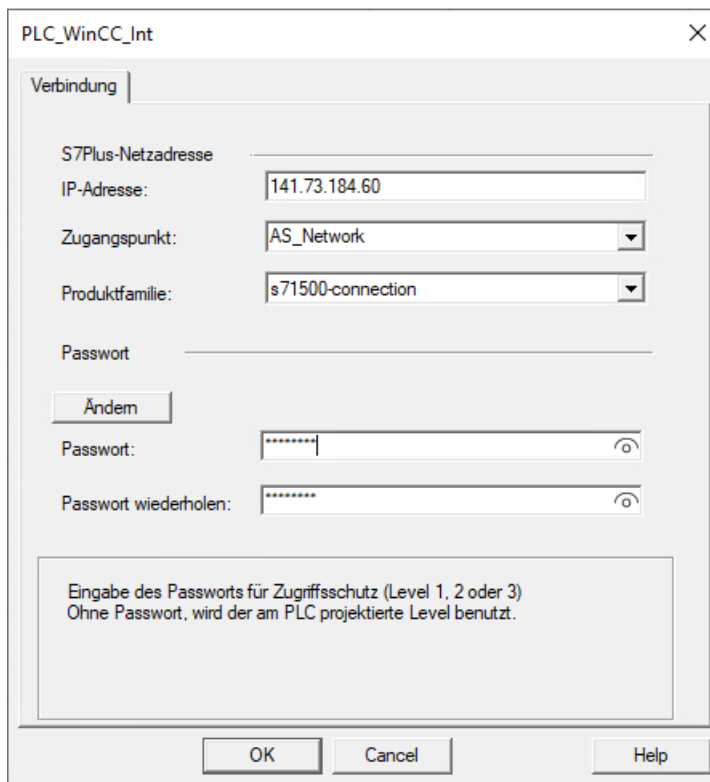 PLC_WinCC_Int
Verbindung
S7Plus-Netzadresse
IP-Adresse: 141.73.184.60
Zugangspunkt: AS_Network
Produktfamilie: s71500-connection
Passwort
Ändern
Passwort: ********
Passwort wiederholen: ********
Eingabe des Passworts für Zugriffsschutz (Level 1, 2 oder 3)
Ohne Passwort, wird der am PLC projektierte Level benutzt.
OK Cancel Help